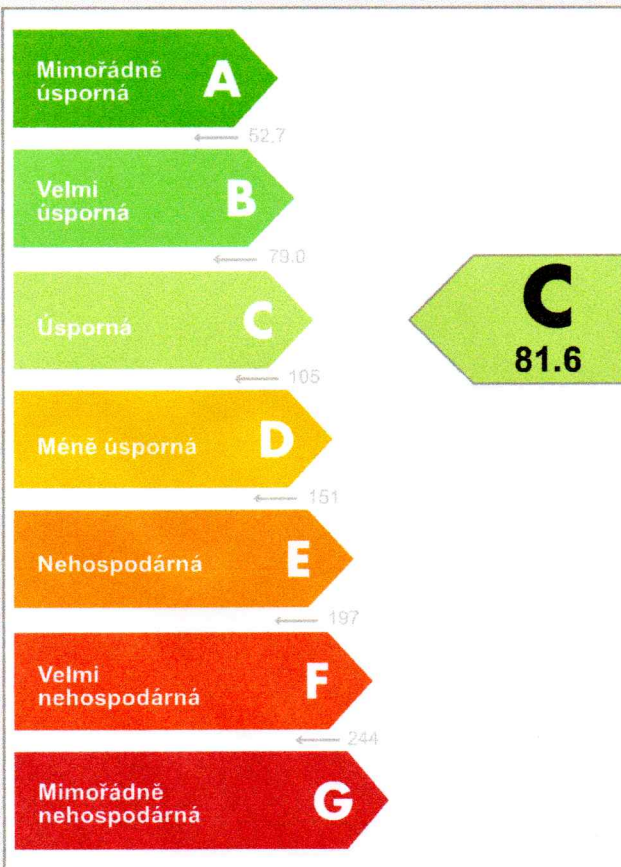 Mimořádně
úsporná
A
52.7
Velmi
úsporná
B
79.0
Úsporná
C
105
C
81.6
Méně úsporná
D
151
Nehospodárná
E
197
Velmi
nehospodárná
F
244
Mimořádně
nehospodárná
G